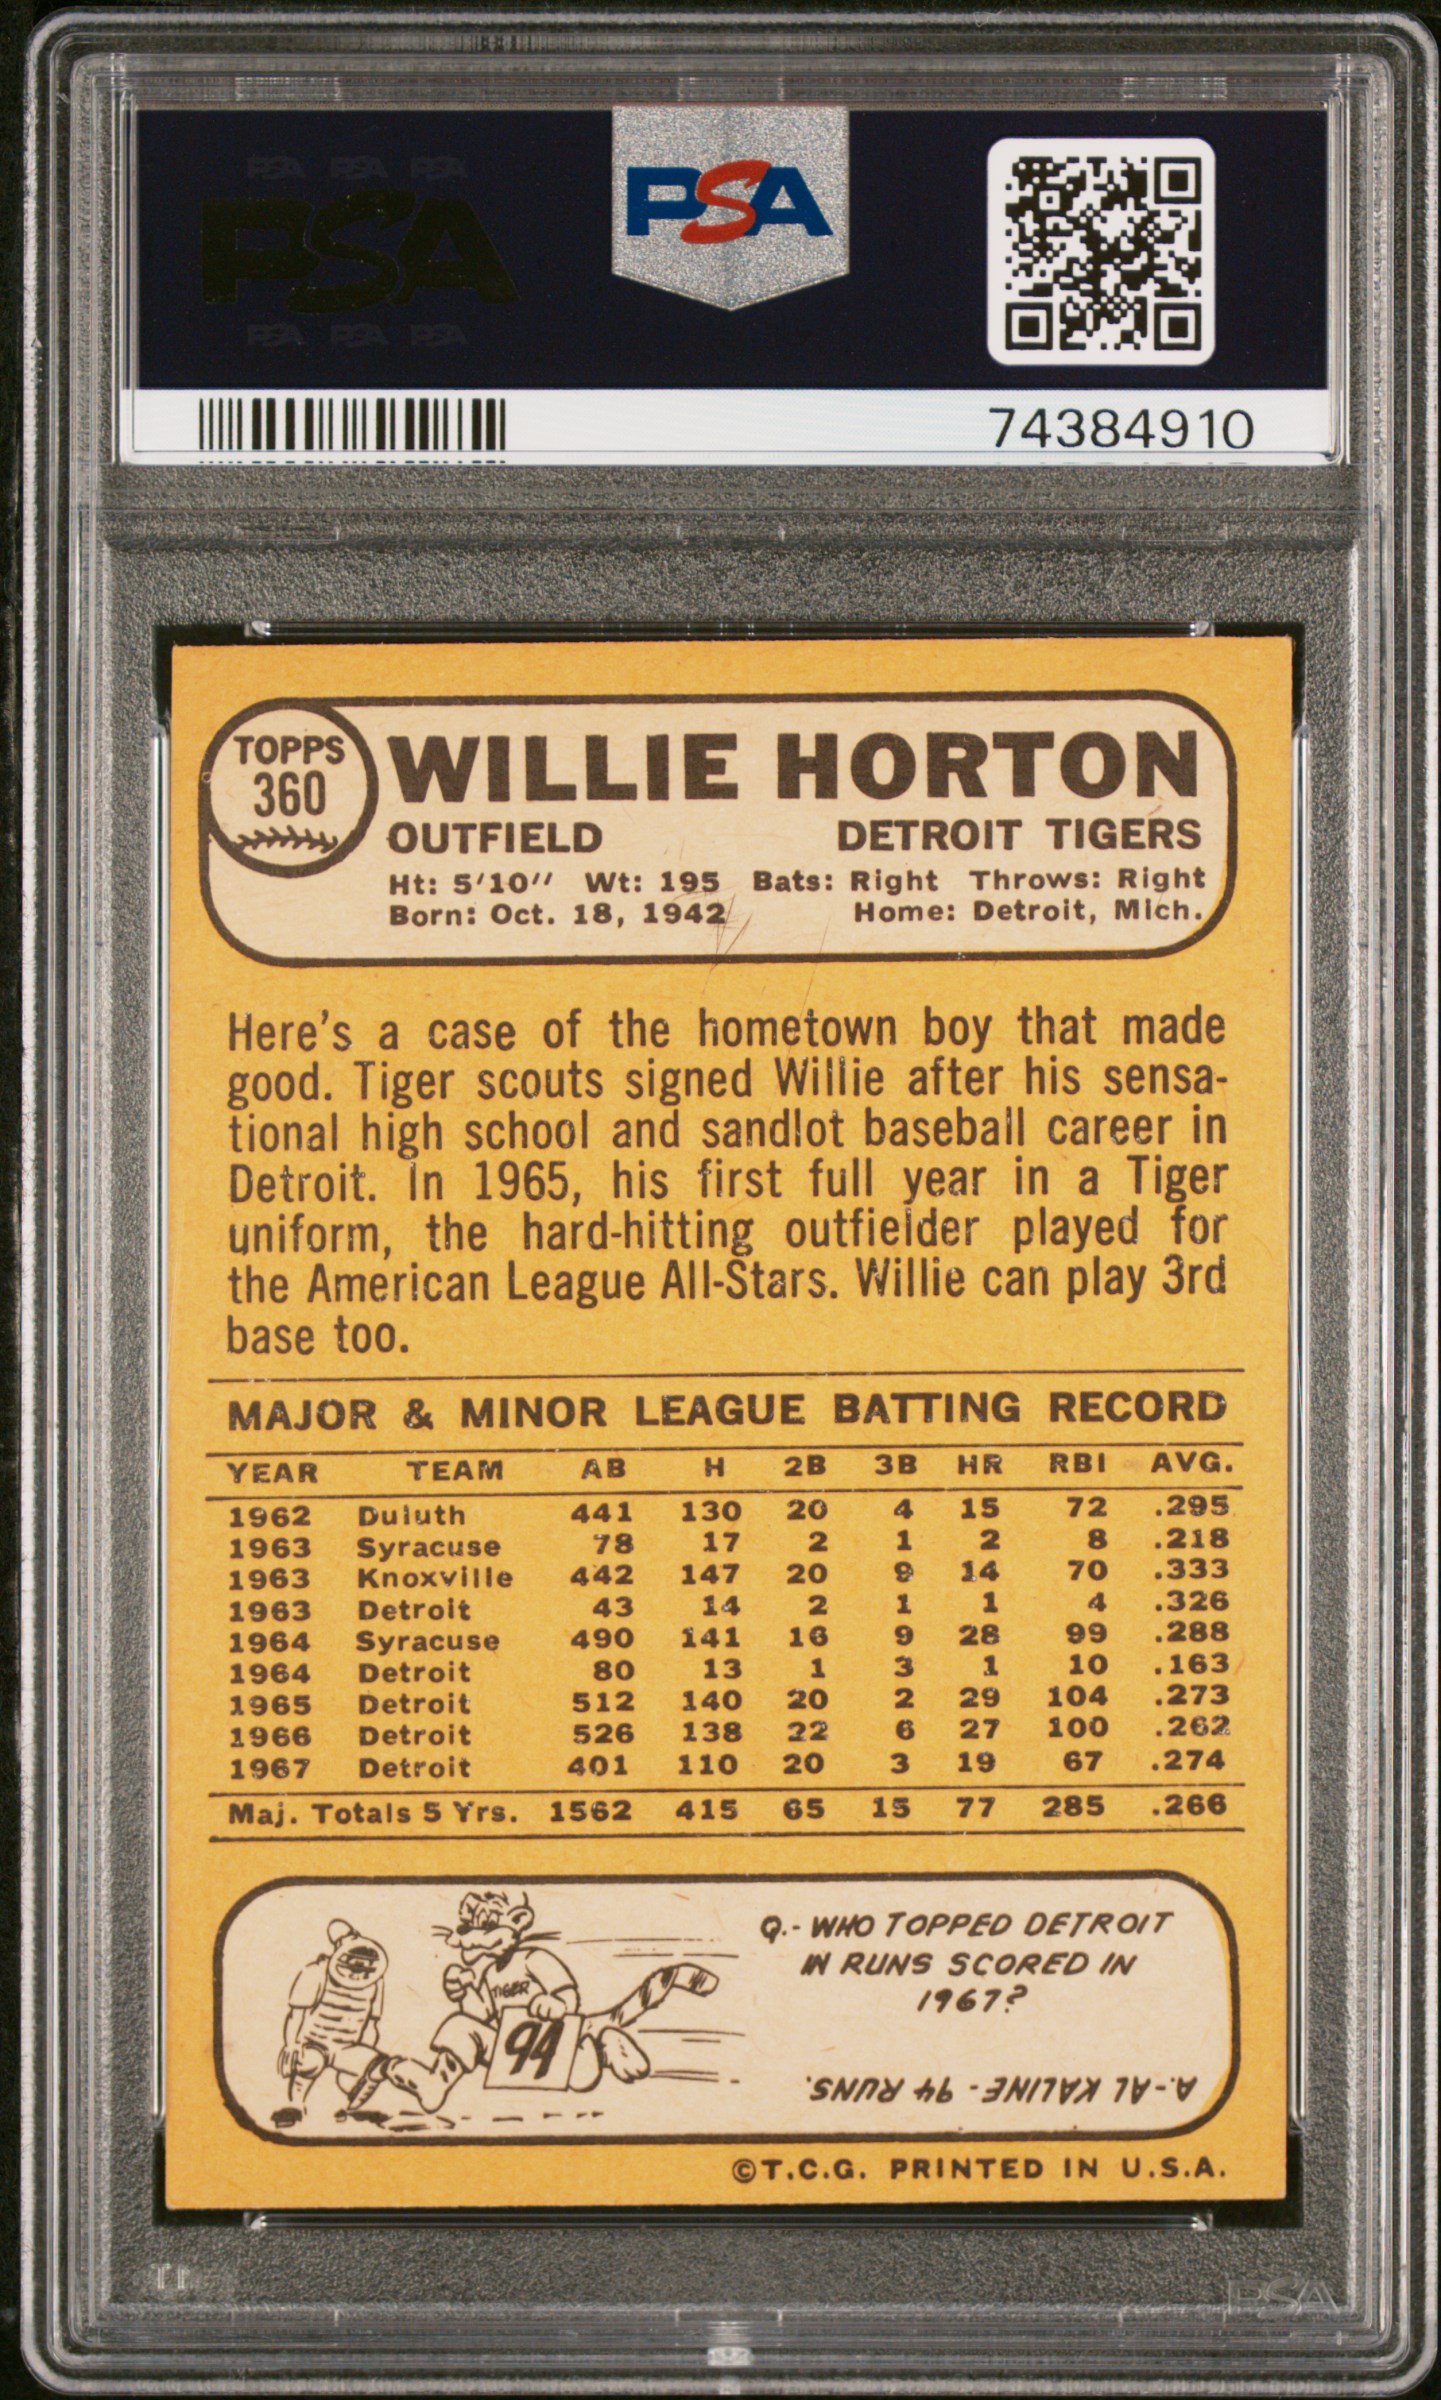 PSA PSA PSA
PSA
PSA PSA PSA
PSA
74384910
TOPPS
360
WILLIE HORTON
OUTFIELD DETROIT TIGERS
Ht: 5'10'' Wt: 195 Bats: Right Throws: Right
Born: Oct. 18, 1942 Home: Detroit, Mich.
Here's a case of the hometown boy that made
good. Tiger scouts signed Willie after his sensa-
tional high school and sandlot baseball career in
Detroit. In 1965, his first full year in a Tiger
uniform, the hard-hitting outfielder played for
the American League All-Stars. Willie can play 3rd
base too.
MAJOR & MINOR LEAGUE BATTING RECORD
YEAR TEAM AB H 2B 3B HR RBI AVG.
1962 Duluth 441 130 20 4 15 72 .295
1963 Syracuse 78 17 2 1 2 8 .218
1963 Knoxville 442 147 20 9 14 70 .333
1963 Detroit 43 14 2 1 1 4 .326
1964 Syracuse 490 141 16 9 28 99 .288
1964 Detroit 80 13 1 3 1 10 .163
1965 Detroit 512 140 20 2 29 104 .273
1966 Detroit 526 138 22 6 27 100 .262
1967 Detroit 401 110 20 3 19 67 .274
Maj. Totals 5 Yrs. 1562 415 65 15 77 285 .266
TIGER
94
Q.- WHO TOPPED DETROIT
IN RUNS SCORED IN
1967?
A.- AL KALINE - 94 RUNS.
©T.C.G. PRINTED IN U.S.A.
PSA